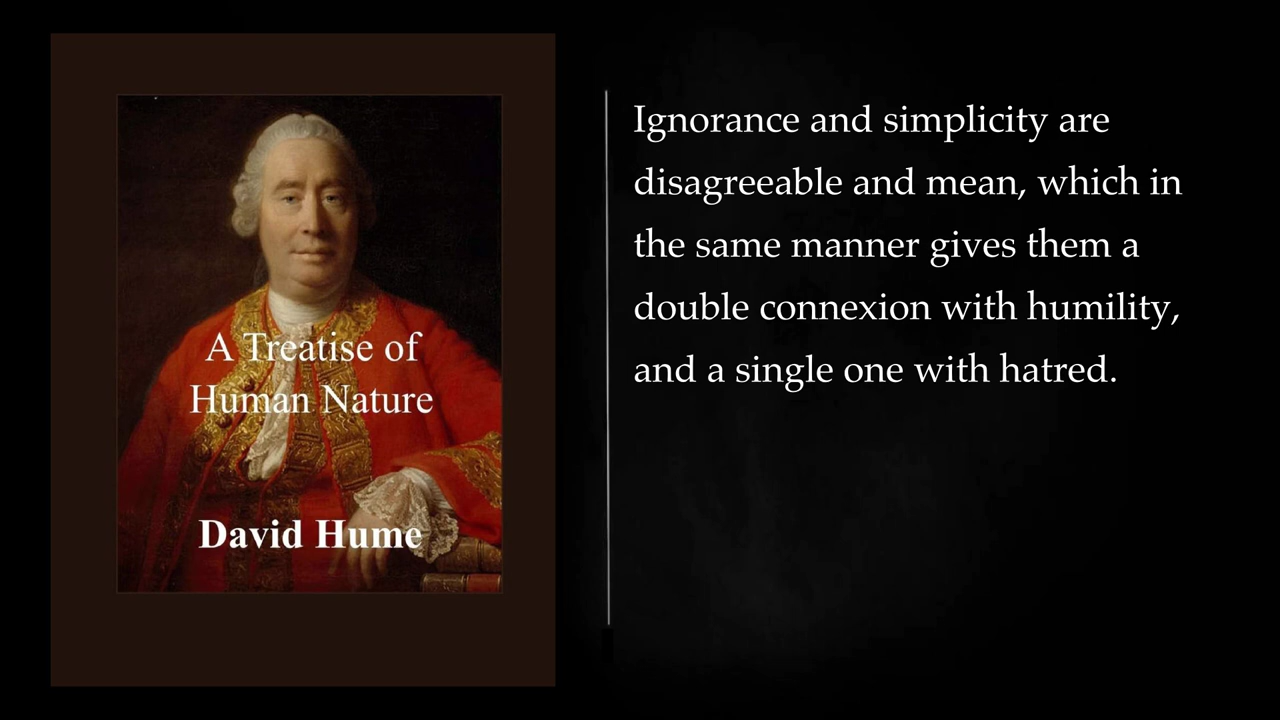 A Treatise of
Human Nature
David Hume
Ignorance and simplicity are
disagreeable and mean, which in
the same manner gives them a
double connexion with humility,
and a single one with hatred.